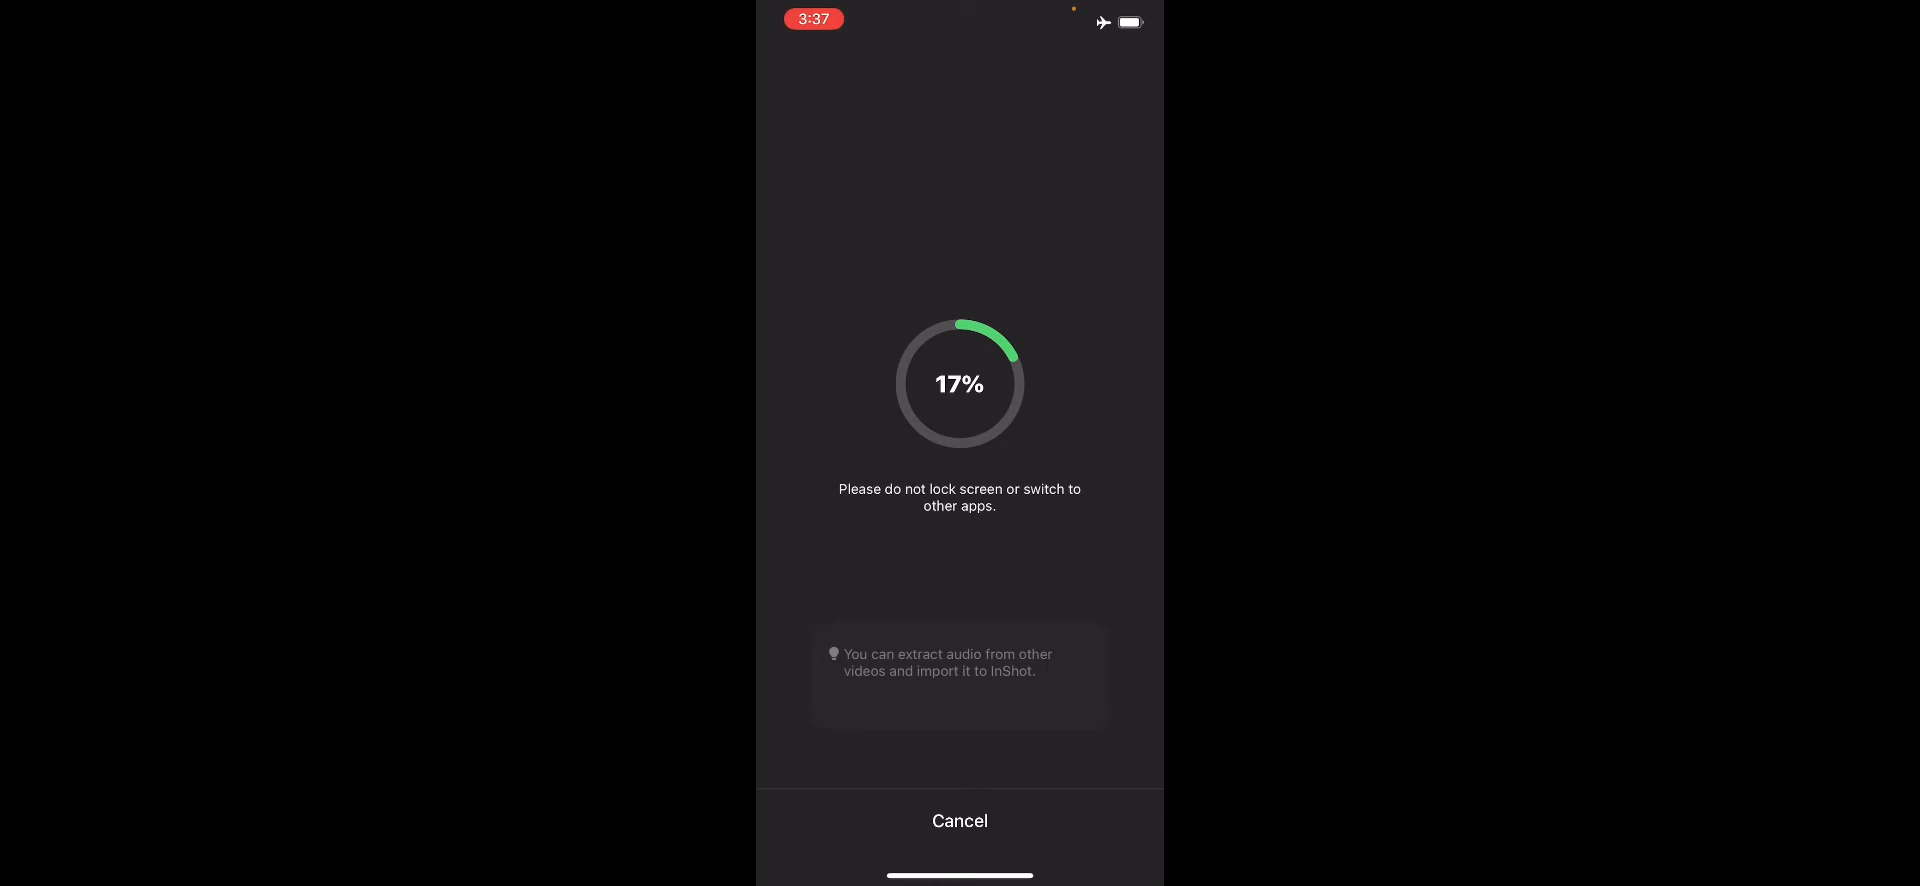 3:37
17%
Please do not lock screen or switch to
other apps.
You can extract audio from other
videos and import it to InShot.
Cancel